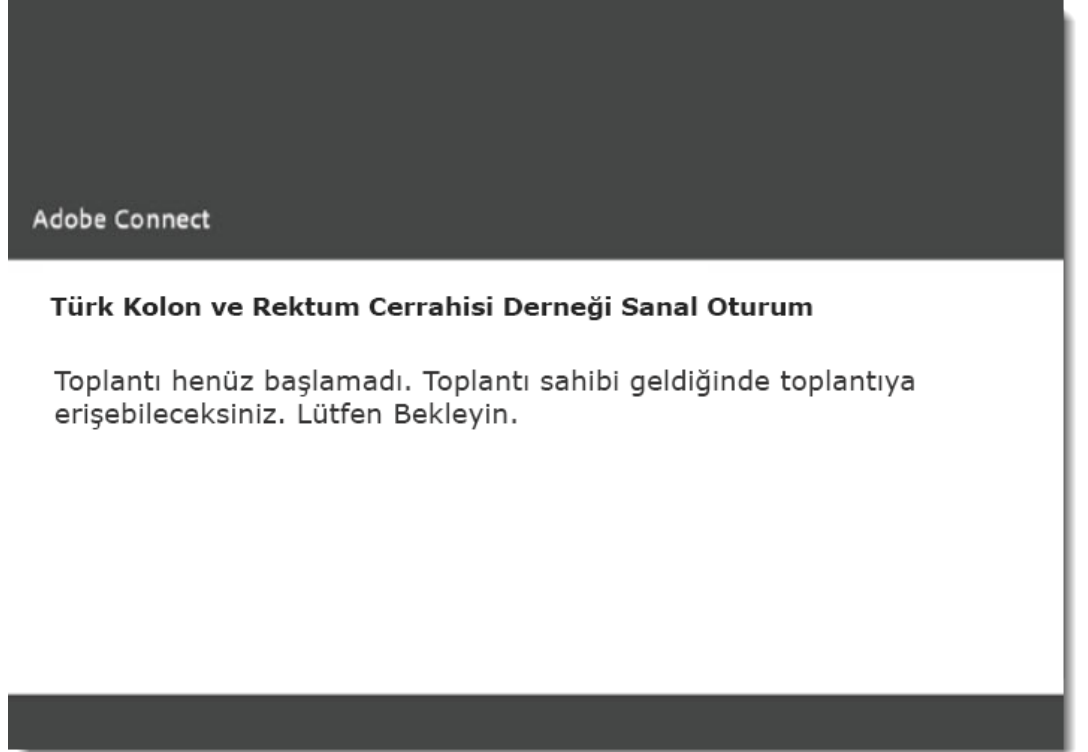 Adobe Connect
Türk Kolon ve Rektum Cerrahisi Derneği Sanal Oturum
Toplantı henüz başlamadı. Toplantı sahibi geldiğinde toplantıya
erişebileceksiniz. Lütfen Bekleyin.